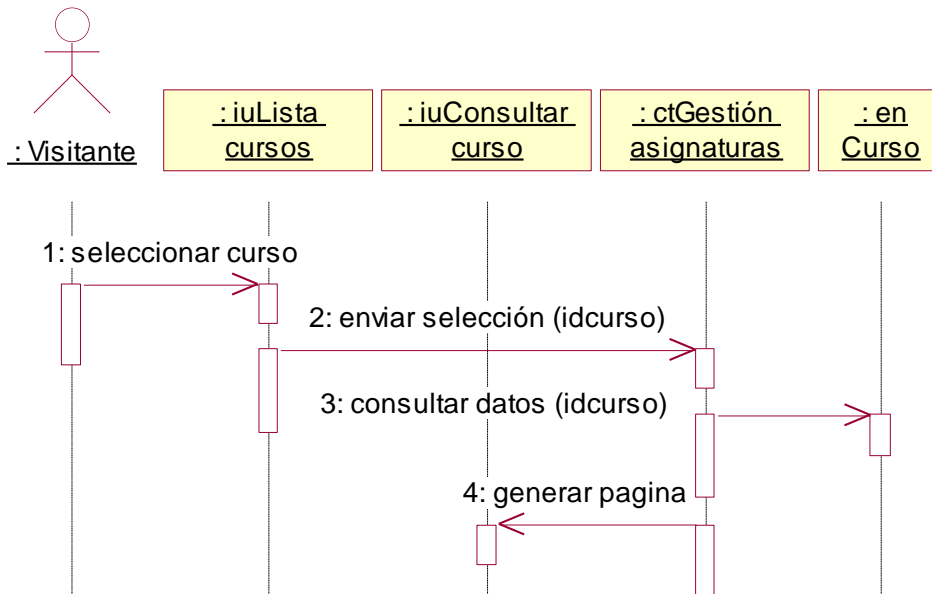 : Visitante
: iuLista
cursos
: iuConsultar
curso
: ctGestión
asignaturas
: en
Curso
1: seleccionar curso
2: enviar selección (idcurso)
3: consultar datos (idcurso)
4: generar pagina